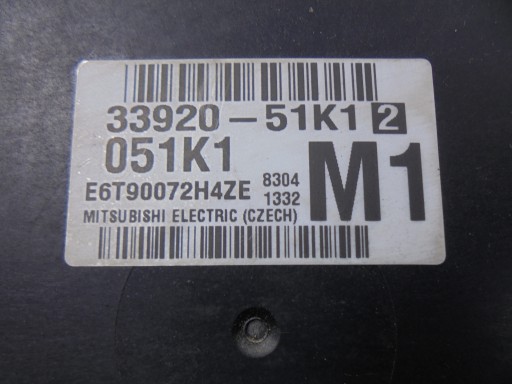 33920-51K1 2
051K1
E6T90072H4ZE 8304
1332
M1
MITSUBISHI ELECTRIC (CZECH)